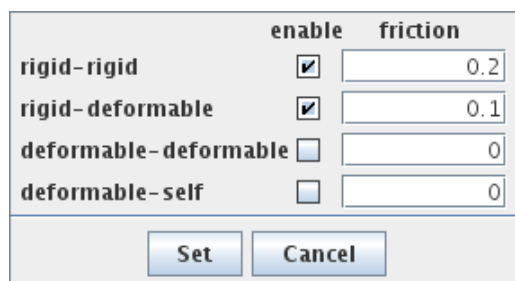 enable friction
rigid-rigid 0.2
rigid-deformable 0.1
deformable-deformable 0
deformable-self 0
Set Cancel